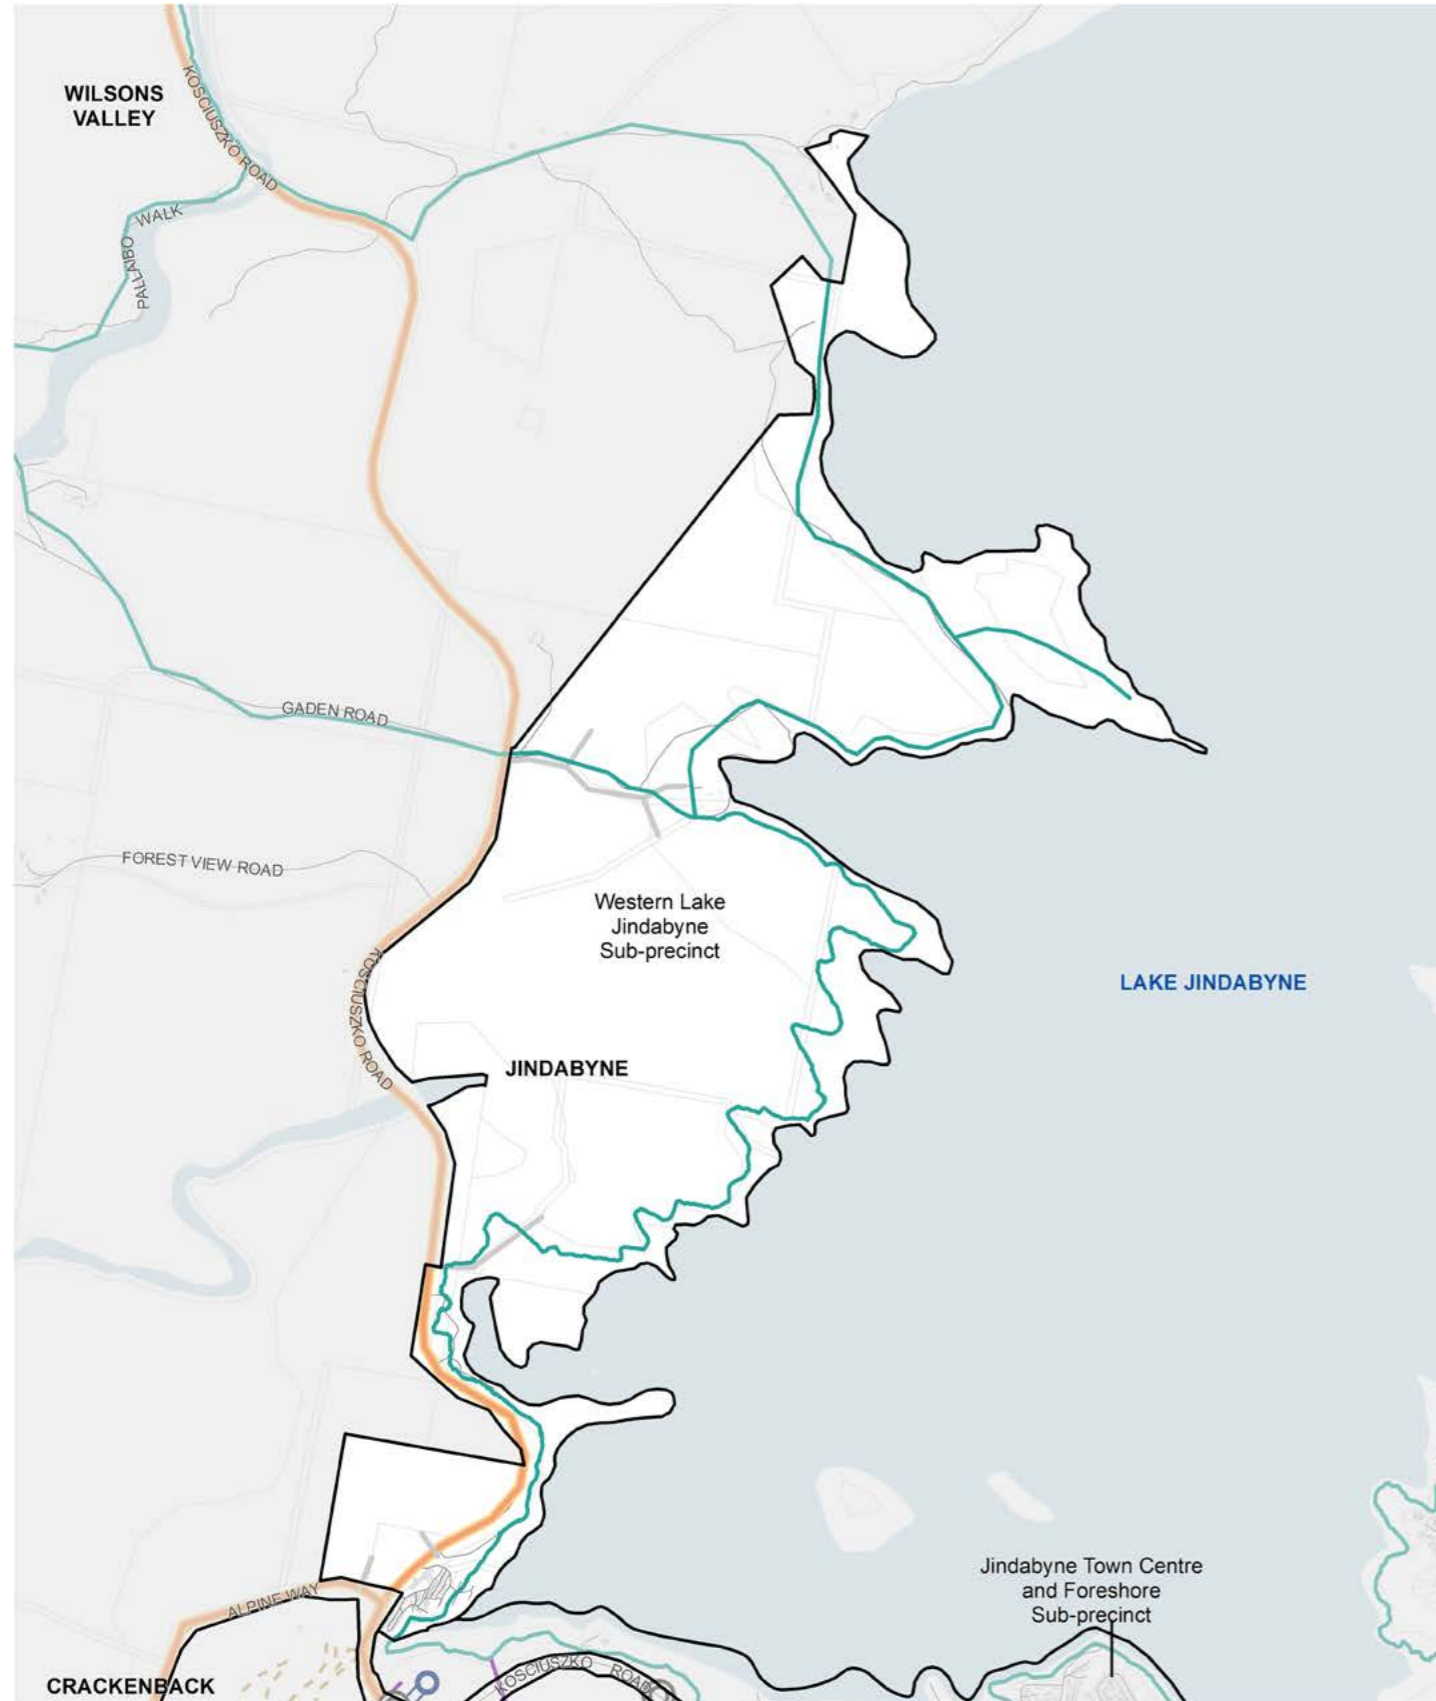 WILSONS
VALLEY
KOSCIUSZKO ROAD
PALLAIBO WALK
GADEN ROAD
FOREST VIEW ROAD
Western Lake
Jindabyne
Sub-precinct
KOSCIUSZKO ROAD
LAKE JINDABYNE
JINDABYNE
Jindabyne Town Centre
and Foreshore
Sub-precinct
ALPINE WAY
KOSCIUSZKO ROAD
CRACKENBACK